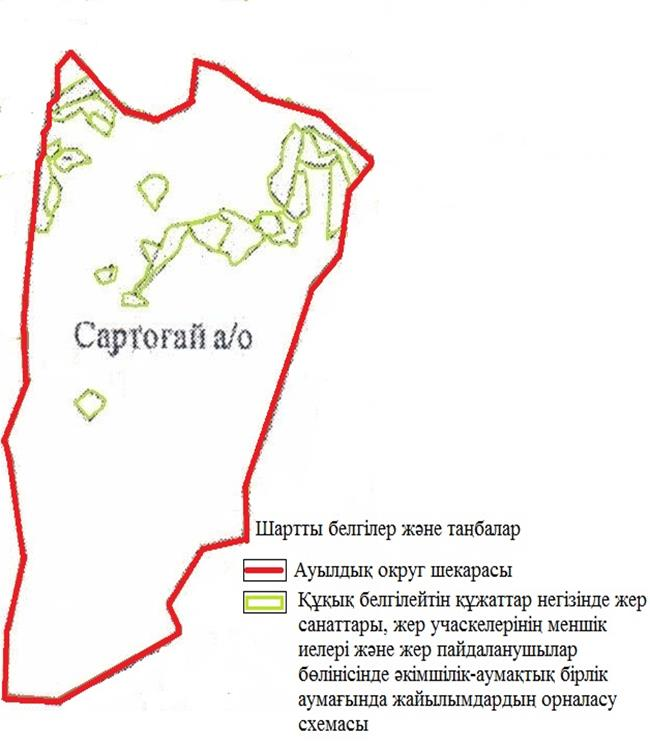 Сартоғай а/о
Шартты белгілер және таңбалар
Ауылдық округ шекарасы
Құқық белгілейтін құжаттар негізінде жер
санаттары, жер учаскелерінің меншік
иелері және жер пайдаланушылар
бөлінісінде әкімшілік-аумақтық бірлік
аумағында жайылымдардың орналасу
схемасы